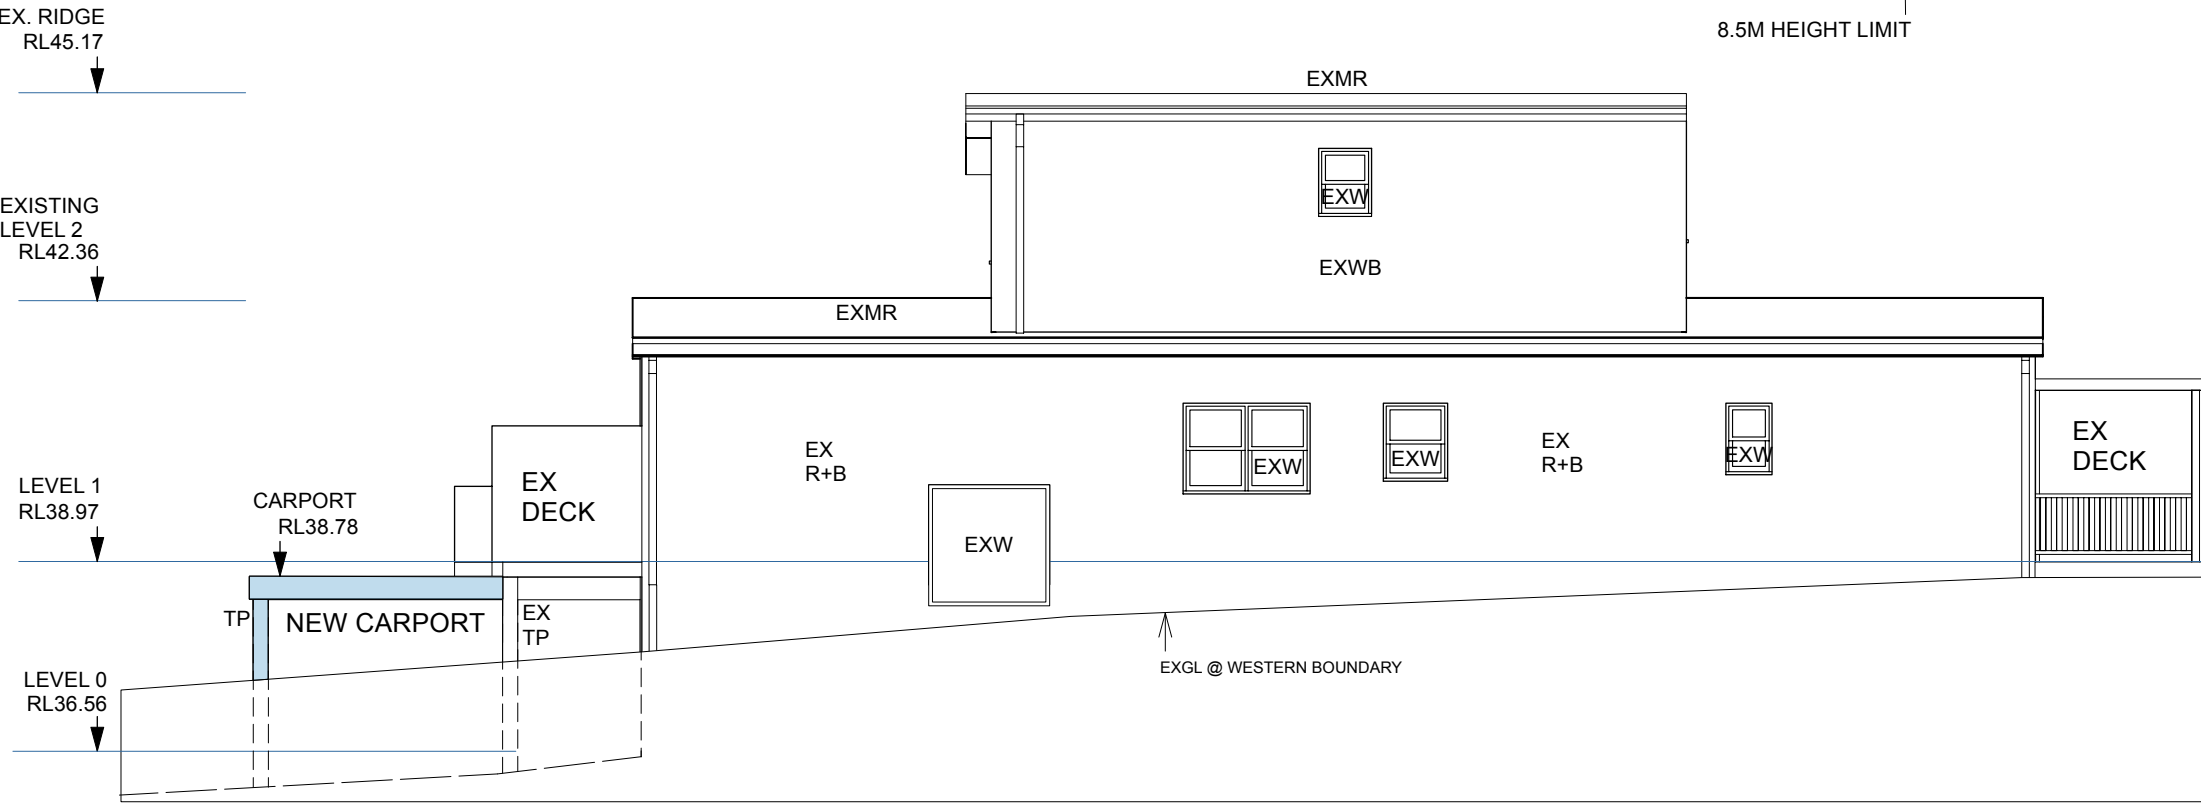 EX. RIDGE
RL45.17
8.5M HEIGHT LIMIT
EXMR
EXW
EXISTING
LEVEL 2
RL42.36
EXWB
EXMR
EX
R+B
EXW
EXW
EX
R+B
EXW
EX
DECK
LEVEL 1
RL38.97
CARPORT
RL38.78
EX
DECK
EXW
TP
NEW CARPORT
EX
TP
EXGL @ WESTERN BOUNDARY
LEVEL 0
RL36.56